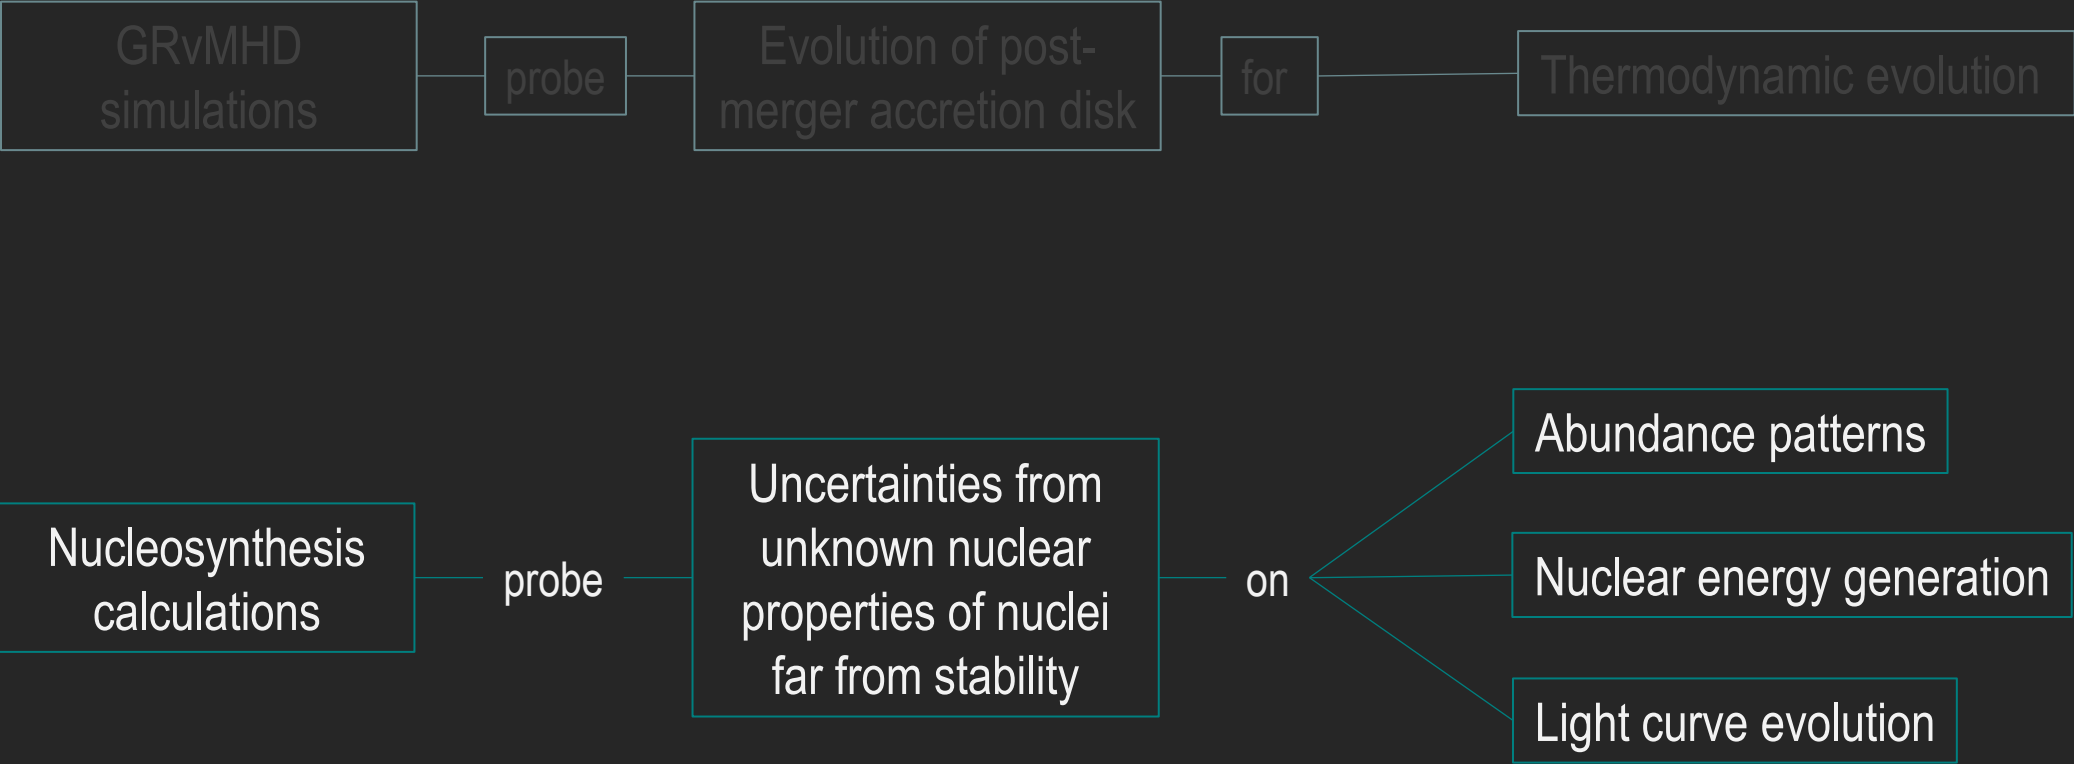 GRvMHD
simulations
probe
Evolution of post-
merger accretion disk
for
Thermodynamic evolution
Nucleosynthesis
calculations
probe
Uncertainties from
unknown nuclear
properties of nuclei
far from stability
on
Abundance patterns
Nuclear energy generation
Light curve evolution